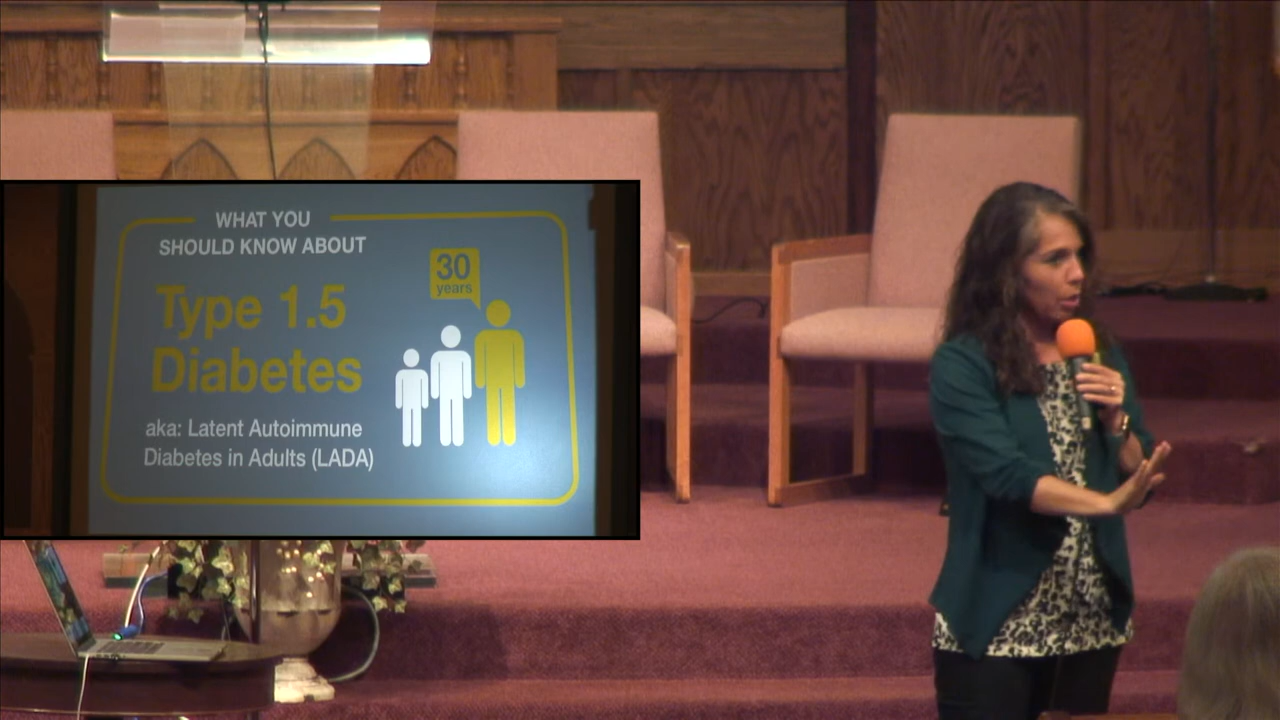 WHAT YOU
SHOULD KNOW ABOUT
30
years
Type 1.5
Diabetes
aka: Latent Autoimmune
Diabetes in Adults (LADA)